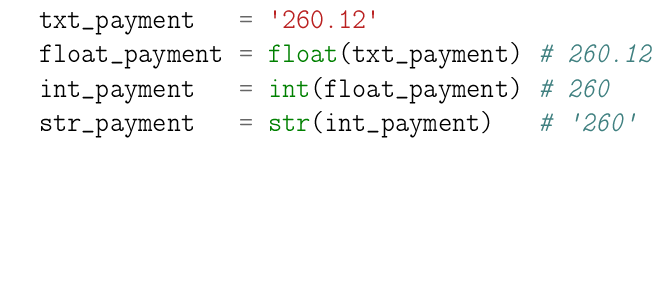 txt_payment   = '260.12'
float_payment = float(txt_payment) # 260.12
int_payment   = int(float_payment) # 260
str_payment   = str(int_payment)   # '260'